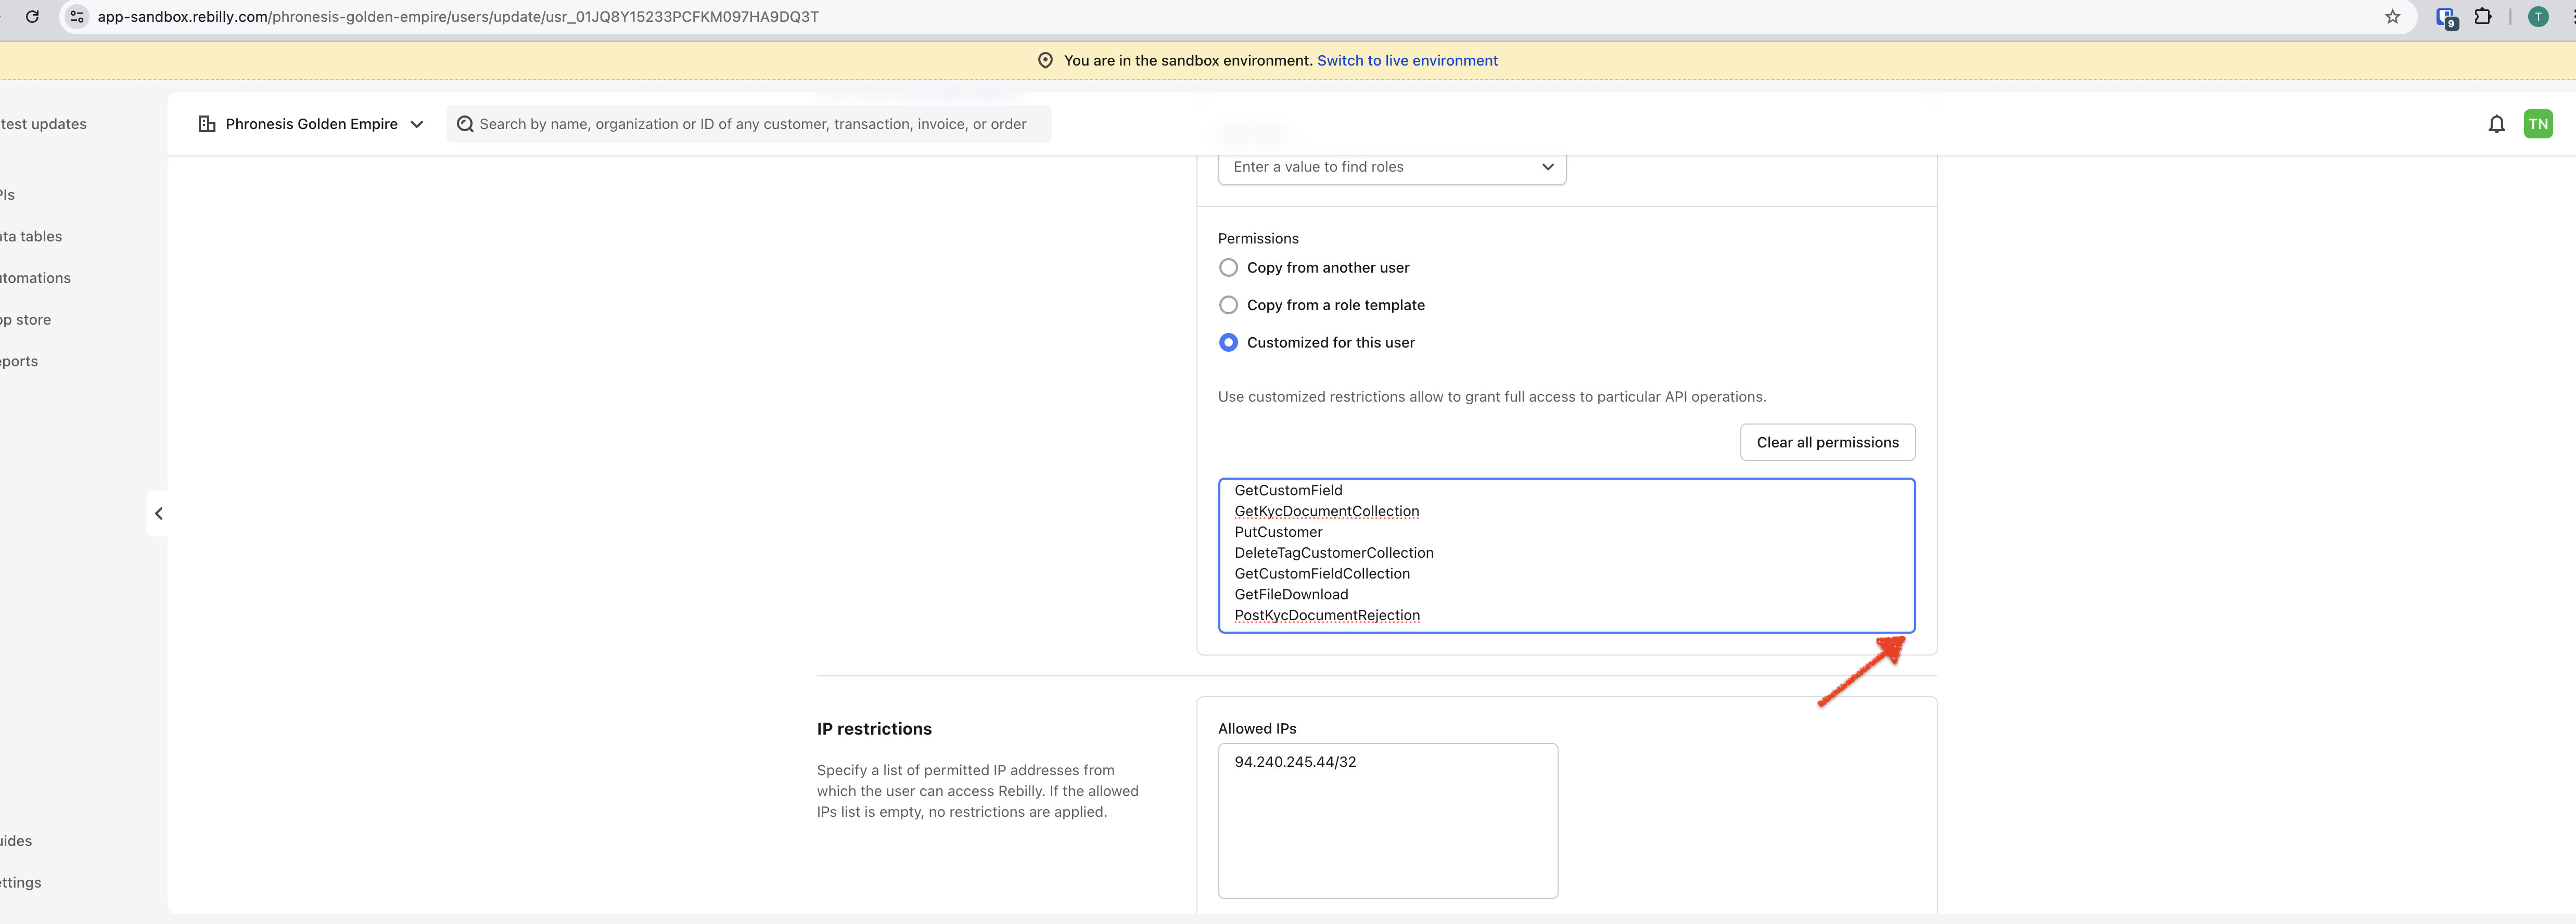 app-sandbox.rebilly.com/phronesis-golden-empire/users/update/usr_01JQ8Y15233PCFKM097HA9DQ3T
9
T
You are in the sandbox environment. Switch to live environment
test updates
Phronesis Golden Empire
Search by name, organization or ID of any customer, transaction, invoice, or order
TN
PIs
ata tables
utomations
pp store
eports
uides
ettings
Enter a value to find roles
Permissions
Copy from another user
Copy from a role template
Customized for this user
Use customized restrictions allow to grant full access to particular API operations.
Clear all permissions
GetCustomField
GetKycDocumentCollection
PutCustomer
DeleteTagCustomerCollection
GetCustomFieldCollection
GetFileDownload
PostKycDocumentRejection
IP restrictions
Specify a list of permitted IP addresses from
which the user can access Rebilly. If the allowed
IPs list is empty, no restrictions are applied.
Allowed IPs
94.240.245.44/32